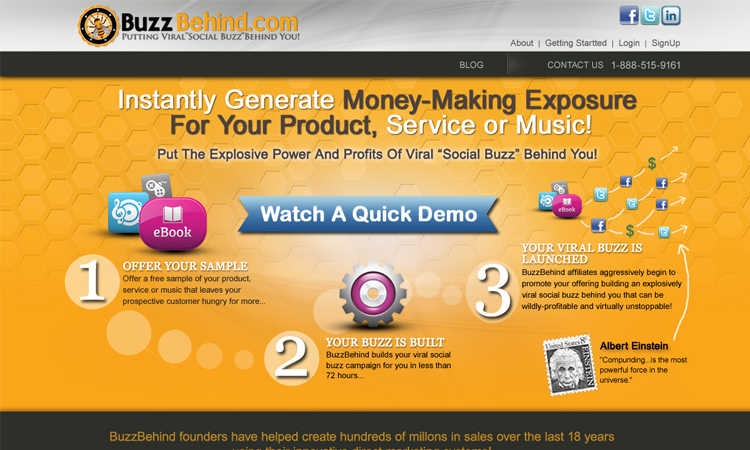 BuzzBehind.com
PUTTING VIRAL "SOCIAL BUZZ" BEHIND YOU!
About | Getting Startted | Login | SignUp
BLOG
CONTACT US 1-888-515-9161
Instantly Generate Money-Making Exposure
For Your Product, Service or Music!
Put The Explosive Power And Profits Of Viral "Social Buzz" Behind You!
eBook
Watch A Quick Demo
eBook
1
OFFER YOUR SAMPLE
Offer a free sample of your product,
service or music that leaves your
prospective customer hungry for more...
2
YOUR BUZZ IS BUILT
BuzzBehind builds your viral social
buzz campaign for you in less than
72 hours...
3
YOUR VIRAL BUZZ IS
LAUNCHED
BuzzBehind affiliates aggressively begin to
promote your offering building an explosively
viral social buzz behind you that can be
wildly-profitable and virtually unstoppable!
United States 8c
EINSTEIN
Albert Einstein
"Compunding...is the most
powerful force in the
universe."
BuzzBehind founders have helped create hundreds of millons in sales over the last 18 years
using their innovative direct marketing systems!